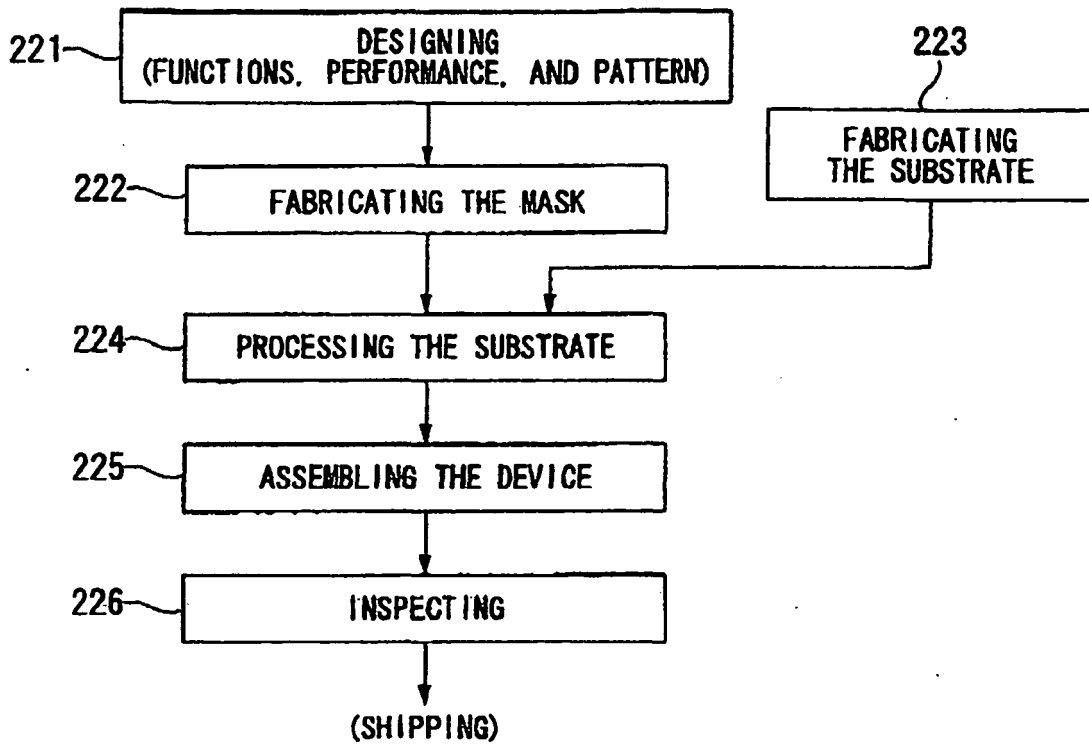 221
DESIGNING
(FUNCTIONS, PERFORMANCE, AND PATTERN)
223
FABRICATING
THE SUBSTRATE
222
FABRICATING THE MASK
224
PROCESSING THE SUBSTRATE
225
ASSEMBLING THE DEVICE
226
INSPECTING
(SHIPPING)